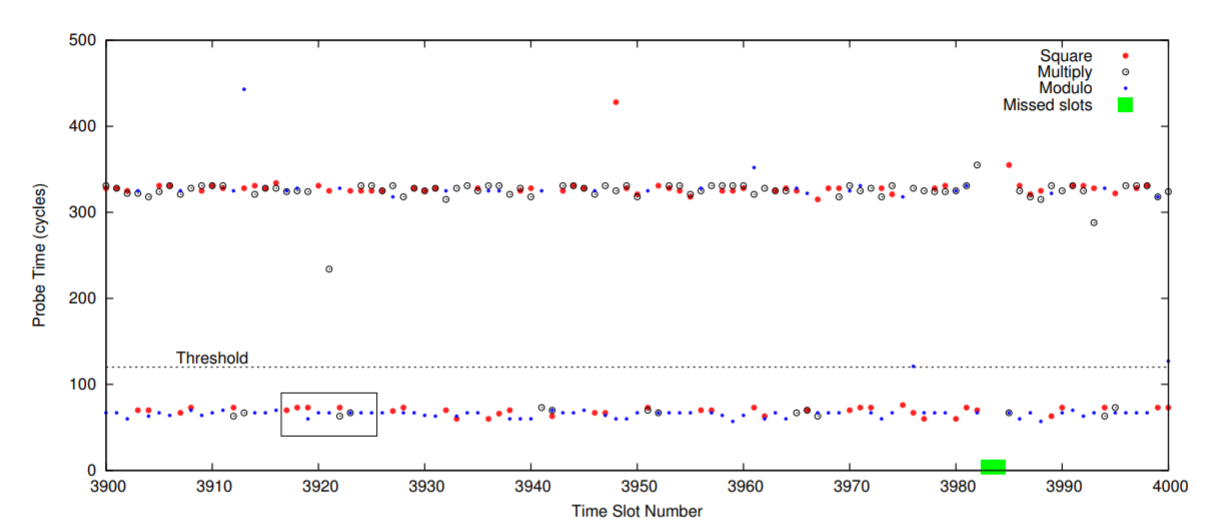 500
400
300
200
100
0
Probe Time (cycles)
Square
Multiply
Modulo
Missed slots
Threshold
3900 3910 3920 3930 3940 3950 3960 3970 3980 3990 4000
Time Slot Number